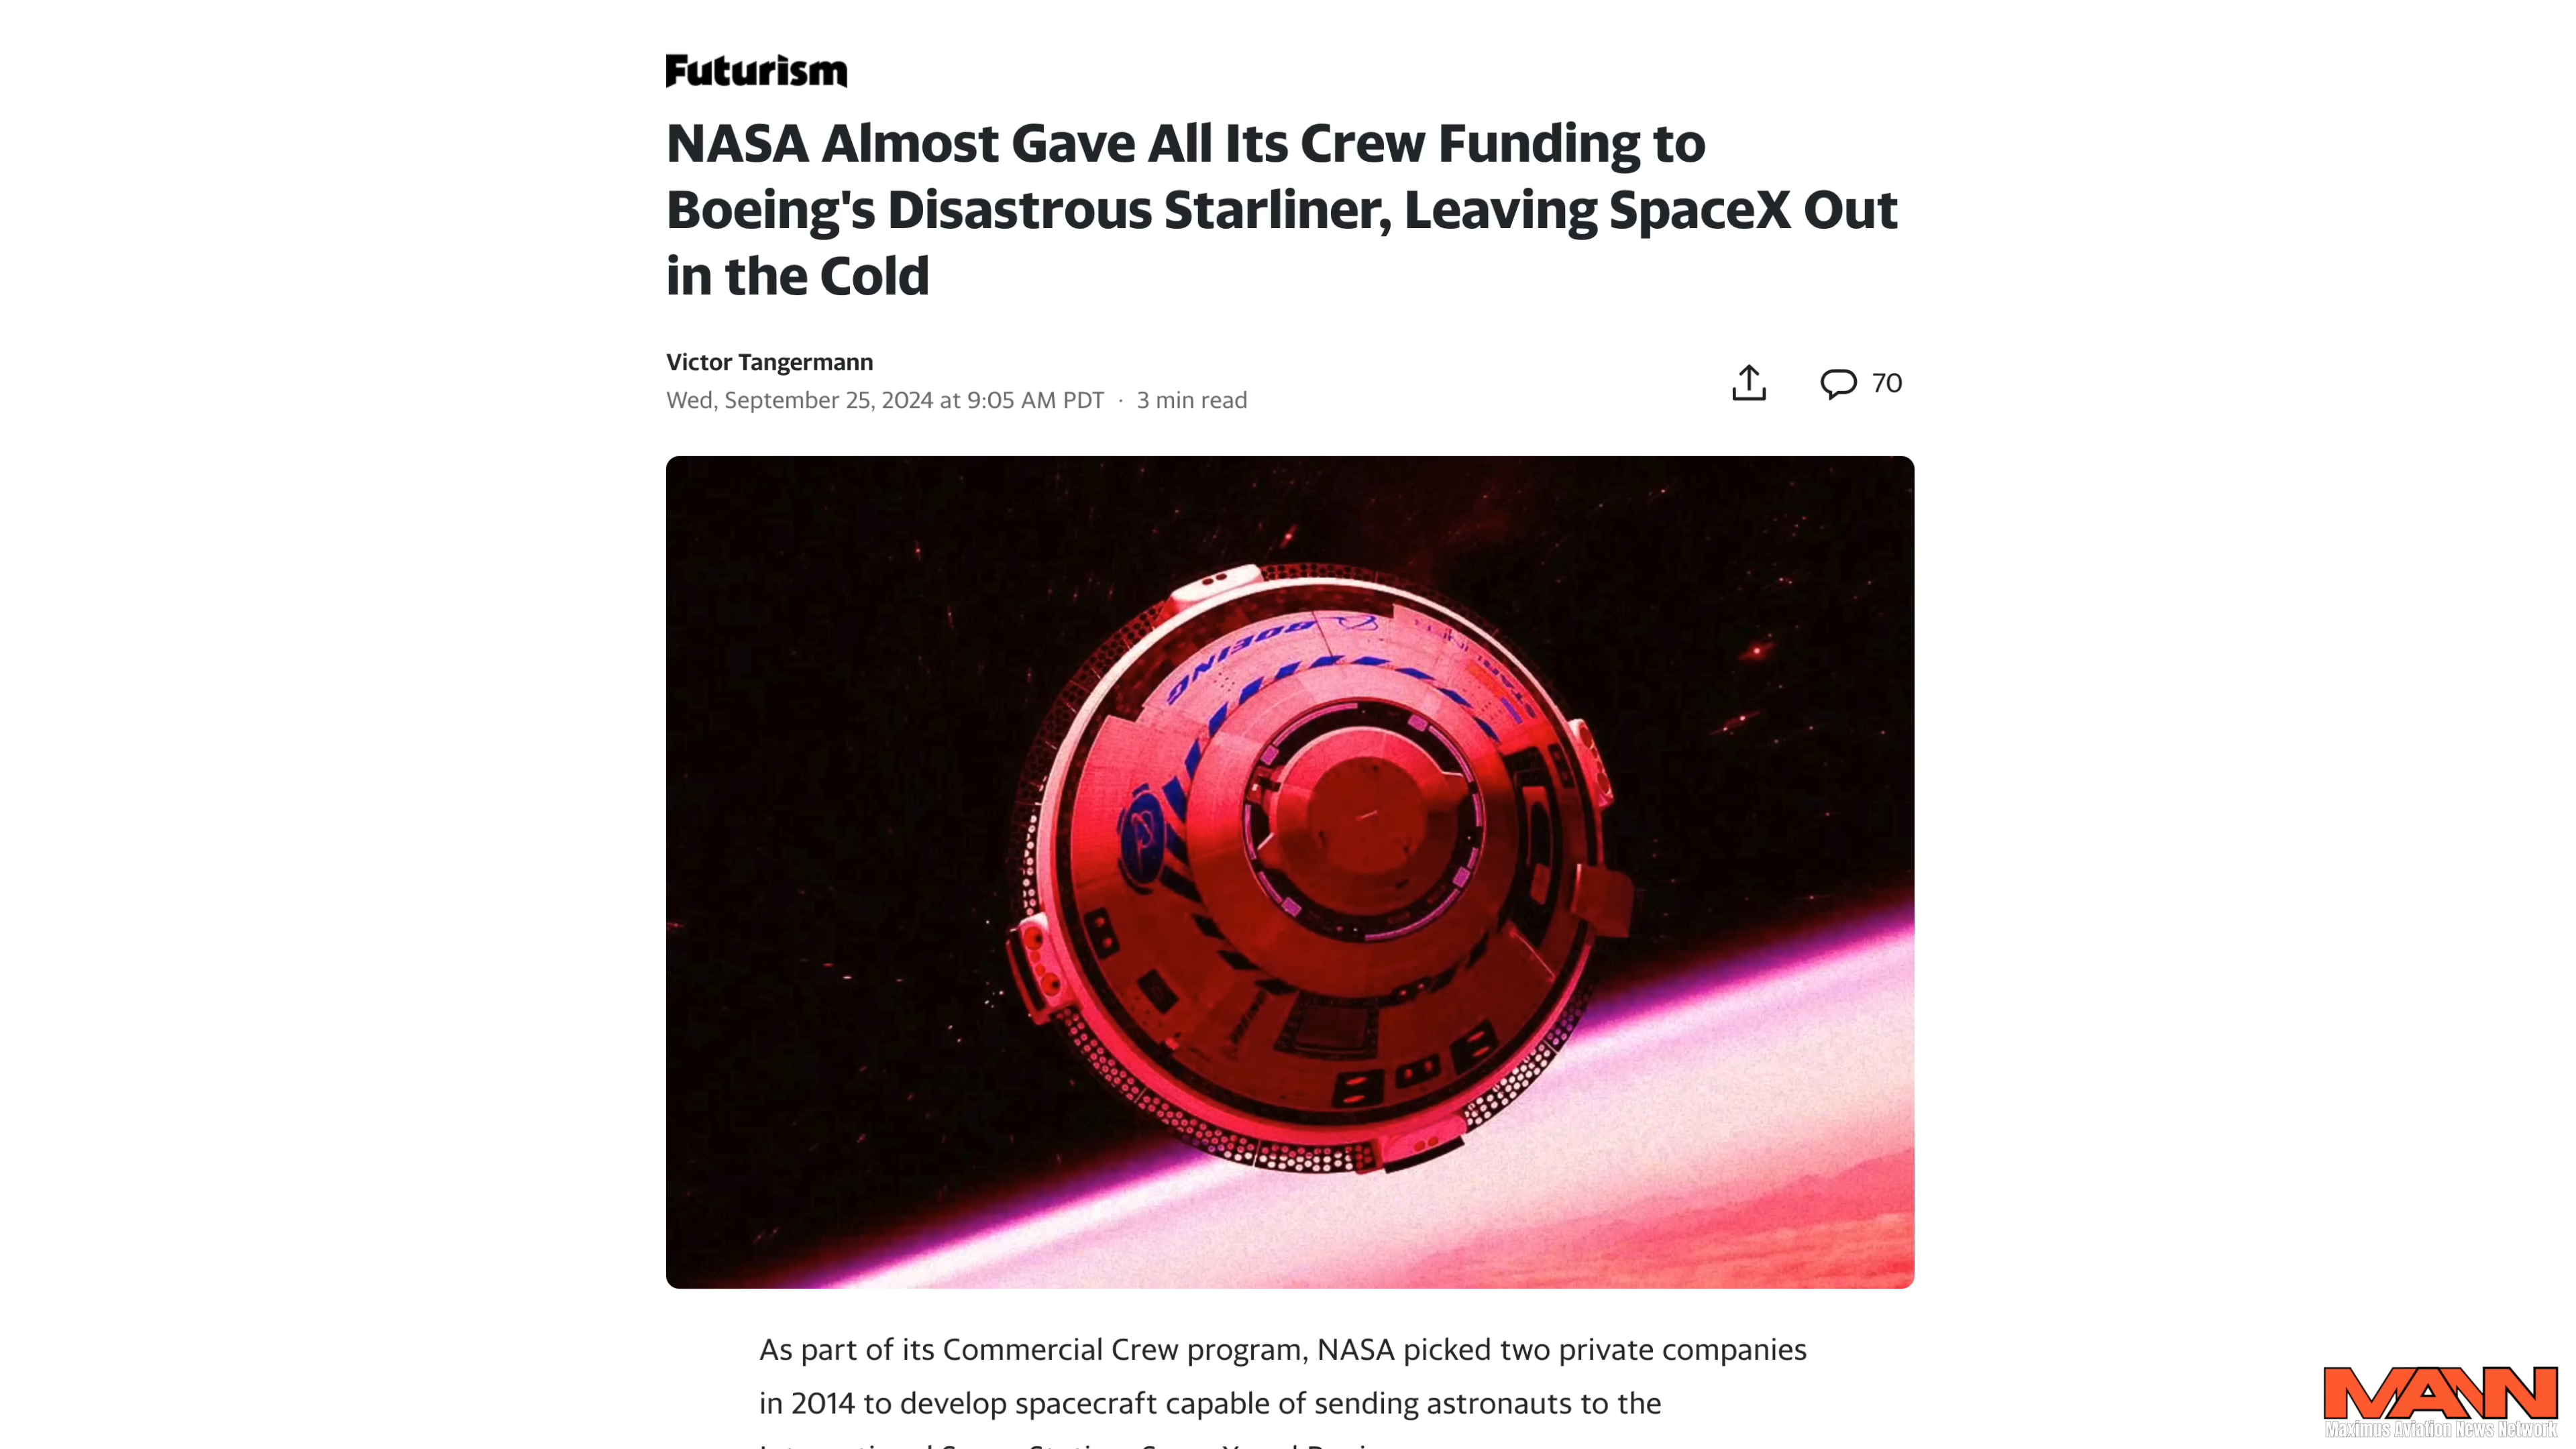 Futurism
NASA Almost Gave All Its Crew Funding to
Boeing's Disastrous Starliner, Leaving SpaceX Out
in the Cold
Victor Tangermann
Wed, September 25, 2024 at 9:05 AM PDT · 3 min read
70
BOEING
As part of its Commercial Crew program, NASA picked two private companies
in 2014 to develop spacecraft capable of sending astronauts to the
MANN
Maximus Aviation News Network